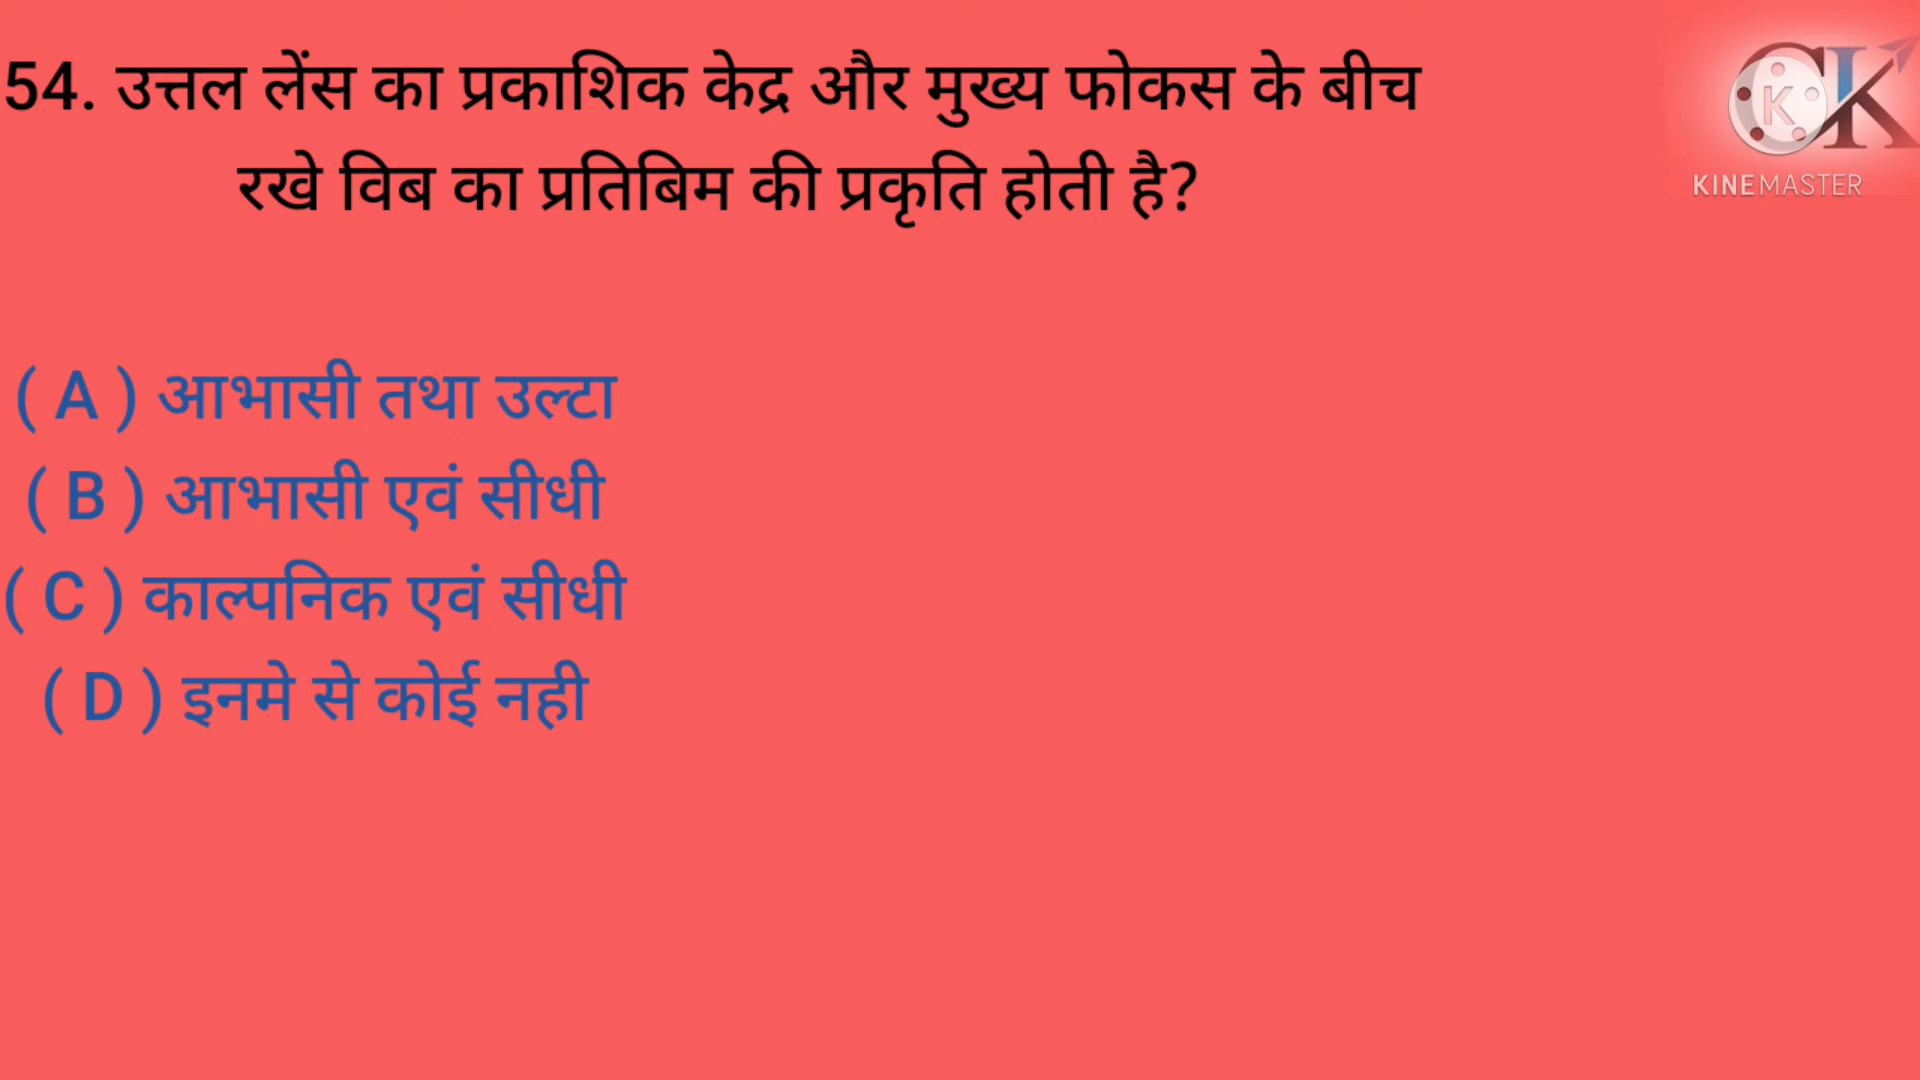 54. उत्तल लेंस का प्रकाशिक केद्र और मुख्य फोकस के बीच
रखे विब का प्रतिबिम की प्रकृति होती है?
( A ) आभासी तथा उल्टा
( B ) आभासी एवं सीधी
( C ) काल्पनिक एवं सीधी
( D ) इनमे से कोई नही
CK
K
KINEMASTER